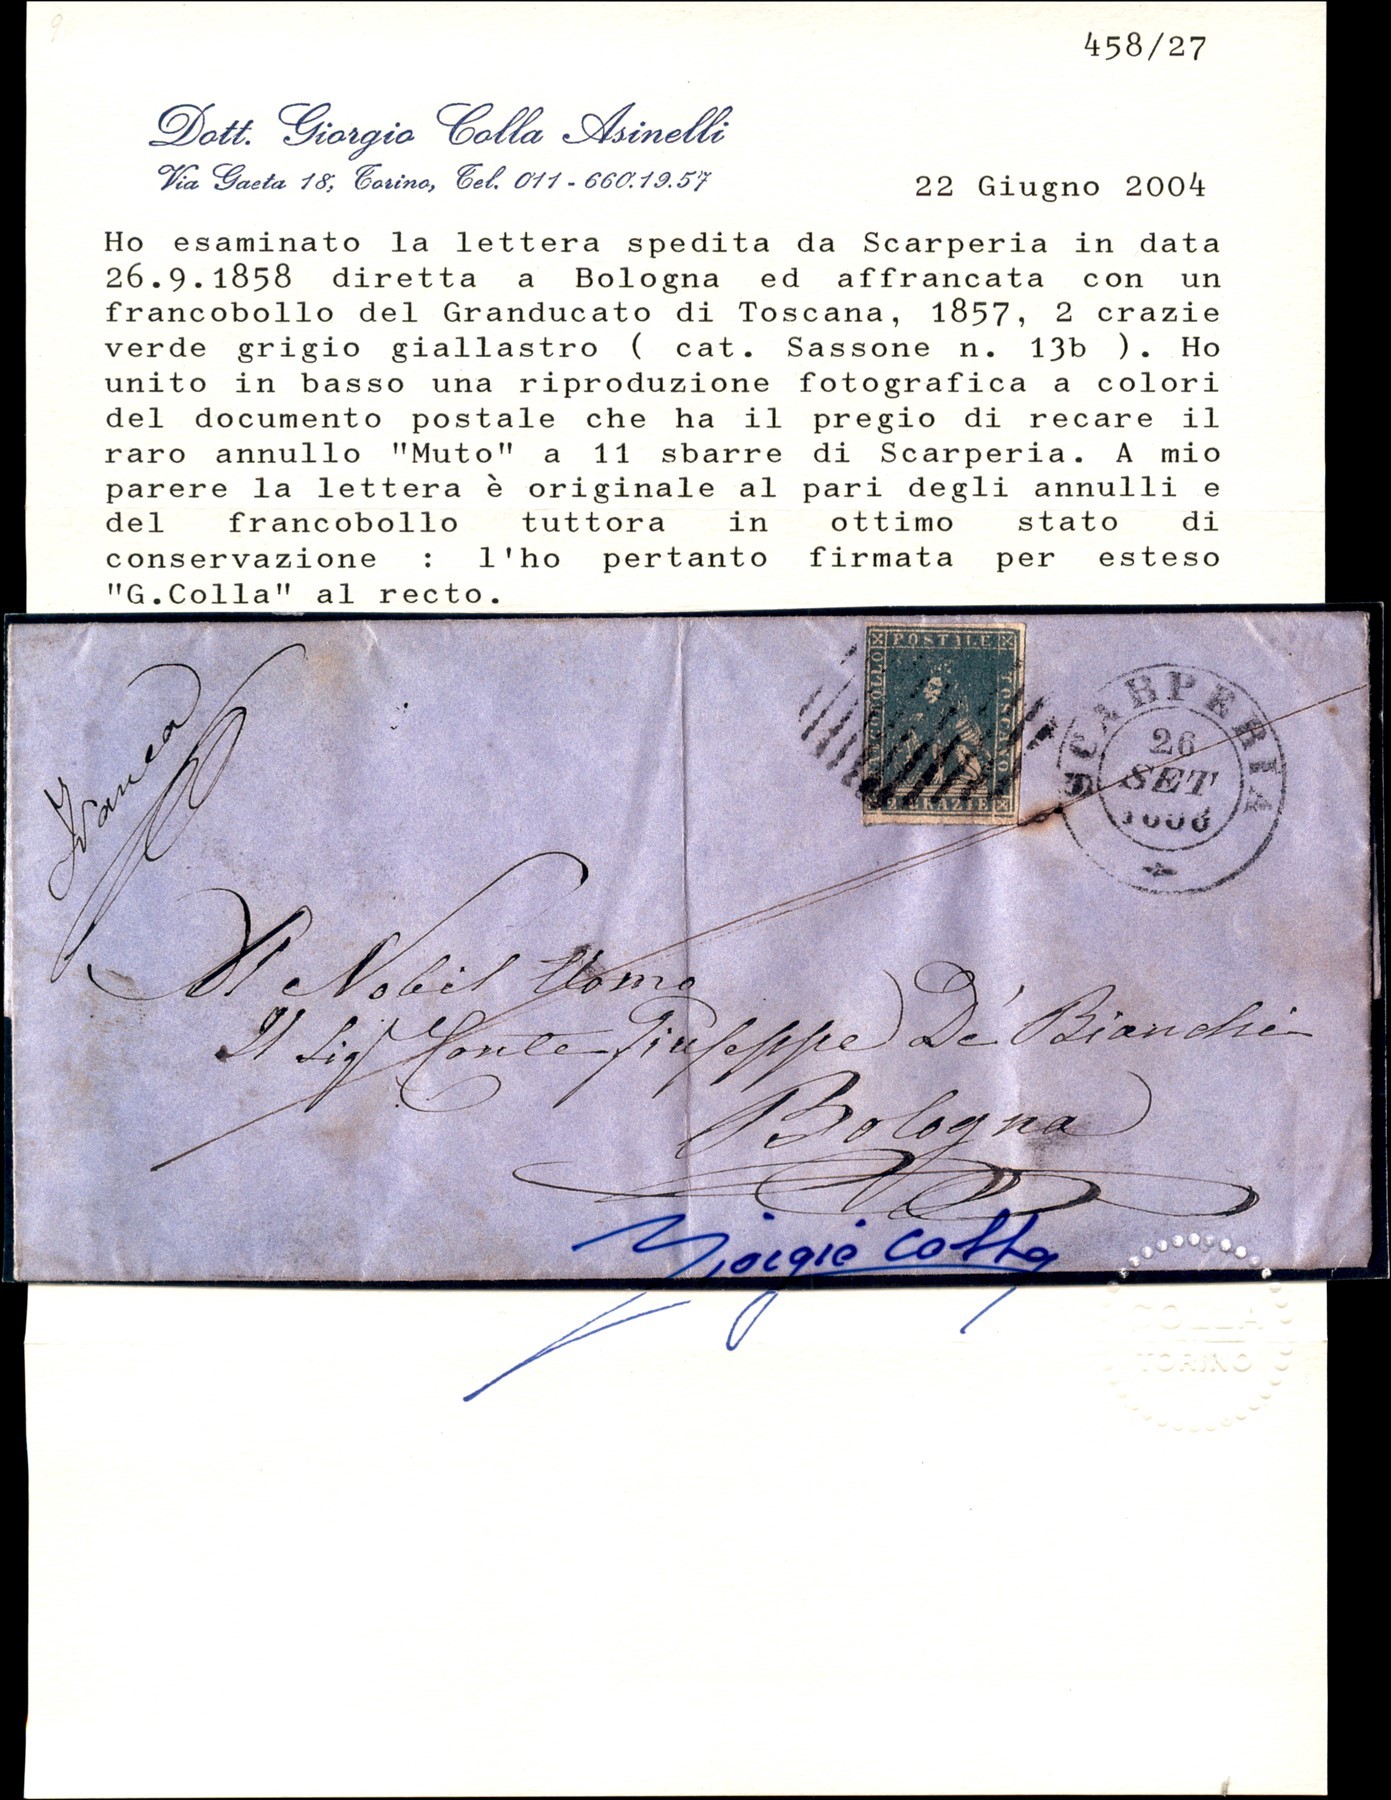 458/27
Dott. Giorgio Colla Asinelli
Via Gaeta 18, Torino, Tel. 011 - 660.19.57
22 Giugno 2004
Ho esaminato la lettera spedita da Scarperia in data
26.9.1858 diretta a Bologna ed affrancata con un
francobollo del Granducato di Toscana, 1857, 2 crazie
verde grigio giallastro ( cat. Sassone n. 13b ). Ho
unito in basso una riproduzione fotografica a colori
del documento postale che ha il pregio di recare il
raro annullo "Muto" a 11 sbarre di Scarperia. A mio
parere la lettera è originale al pari degli annulli e
del francobollo tuttora in ottimo stato di
conservazione : l'ho pertanto firmata per esteso
"G.Colla" al recto.
Franca
FRANCOBOLLO
POSTALE
TOSCANO
2 CRAZIE
SCARPERIA
26
SET
Al Nobil Uomo
Il Sigr Conte Giuseppe De' Bianchi
Bologna
Giorgio Colla
COLLA
TORINO